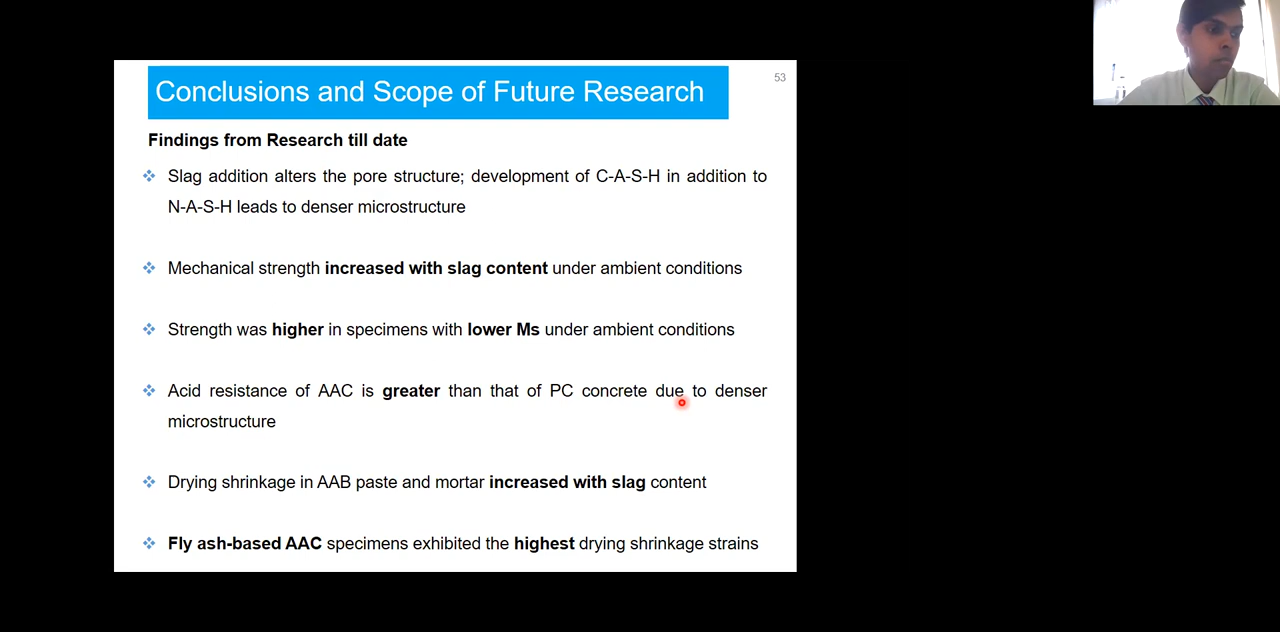 Conclusions and Scope of Future Research
53
Findings from Research till date
Slag addition alters the pore structure; development of C-A-S-H in addition to
N-A-S-H leads to denser microstructure
Mechanical strength increased with slag content under ambient conditions
Strength was higher in specimens with lower Ms under ambient conditions
Acid resistance of AAC is greater than that of PC concrete due to denser
microstructure
Drying shrinkage in AAB paste and mortar increased with slag content
Fly ash-based AAC specimens exhibited the highest drying shrinkage strains